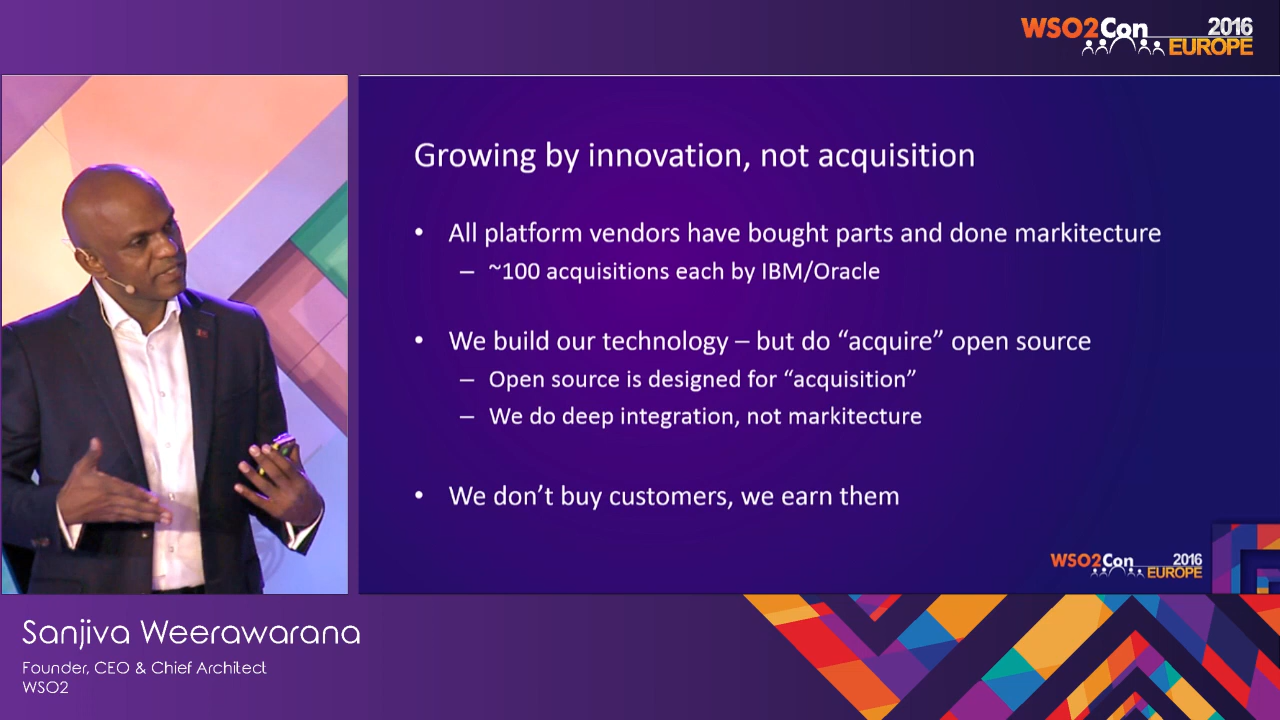 WSO2Con 2016
EUROPE
Growing by innovation, not acquisition
• All platform vendors have bought parts and done markitecture
– ~100 acquisitions each by IBM/Oracle
• We build our technology – but do “acquire” open source
– Open source is designed for “acquisition”
– We do deep integration, not markitecture
• We don’t buy customers, we earn them
WSO2Con 2016
EUROPE
Sanjiva Weerawarana
Founder, CEO & Chief Architect
WSO2